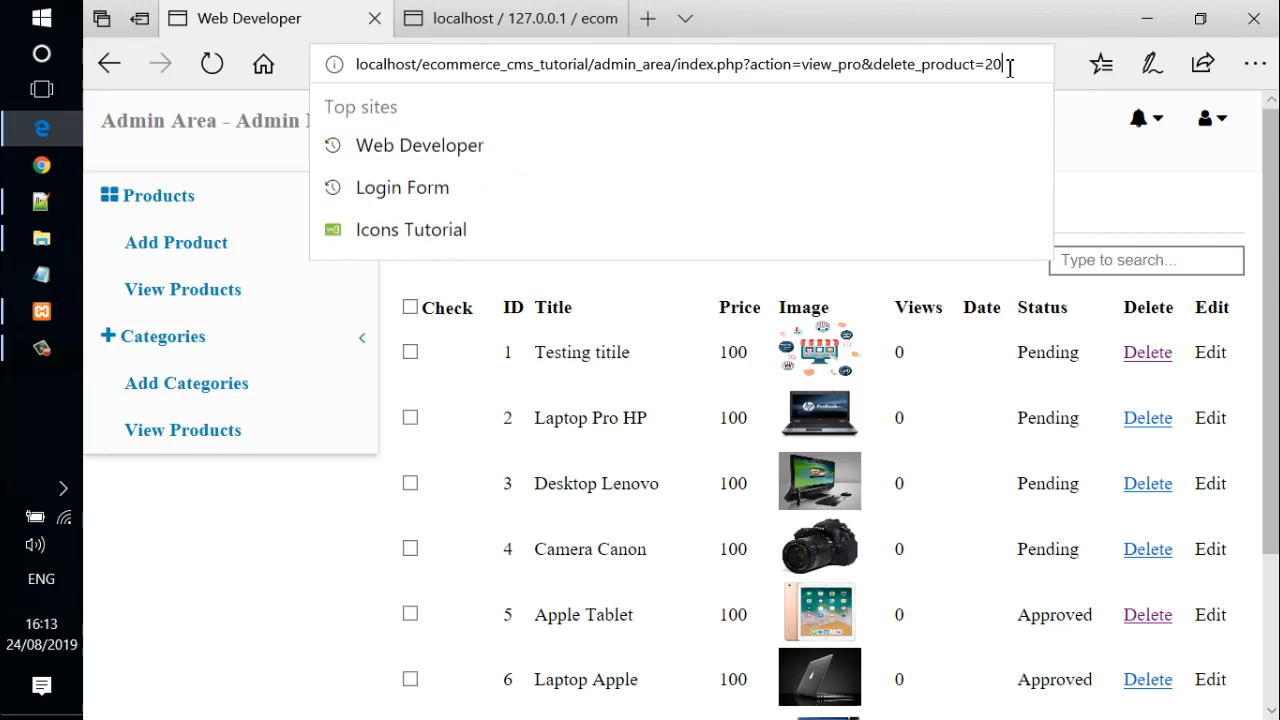 Web Developer
localhost / 127.0.0.1 / ecom
localhost/ecommerce_cms_tutorial/admin_area/index.php?action=view_pro&delete_product=20
Top sites
Web Developer
Login Form
Icons Tutorial
Admin Area - Admin
Products
Add Product
View Products
Categories
Add Categories
View Products
Type to search...
Check ID Title Price Image Views Date Status Delete Edit
1 Testing titile 100 0 Pending Delete Edit
2 Laptop Pro HP 100 0 Pending Delete Edit
3 Desktop Lenovo 100 0 Pending Delete Edit
4 Camera Canon 100 0 Pending Delete Edit
5 Apple Tablet 100 0 Approved Delete Edit
6 Laptop Apple 100 0 Approved Delete Edit
ENG
16:13
24/08/2019